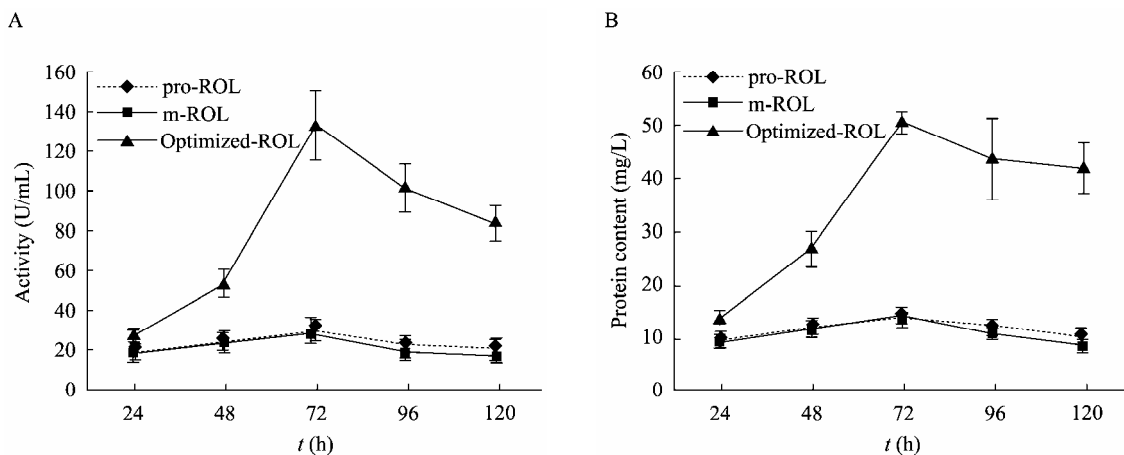 A
160
140
120
100
80
60
40
20
0
Activity (U/mL)
pro-ROL
m-ROL
Optimized-ROL
24 48 72 96 120
t (h)
B
60
50
40
30
20
10
0
Protein content (mg/L)
pro-ROL
m-ROL
Optimized-ROL
24 48 72 96 120
t (h)